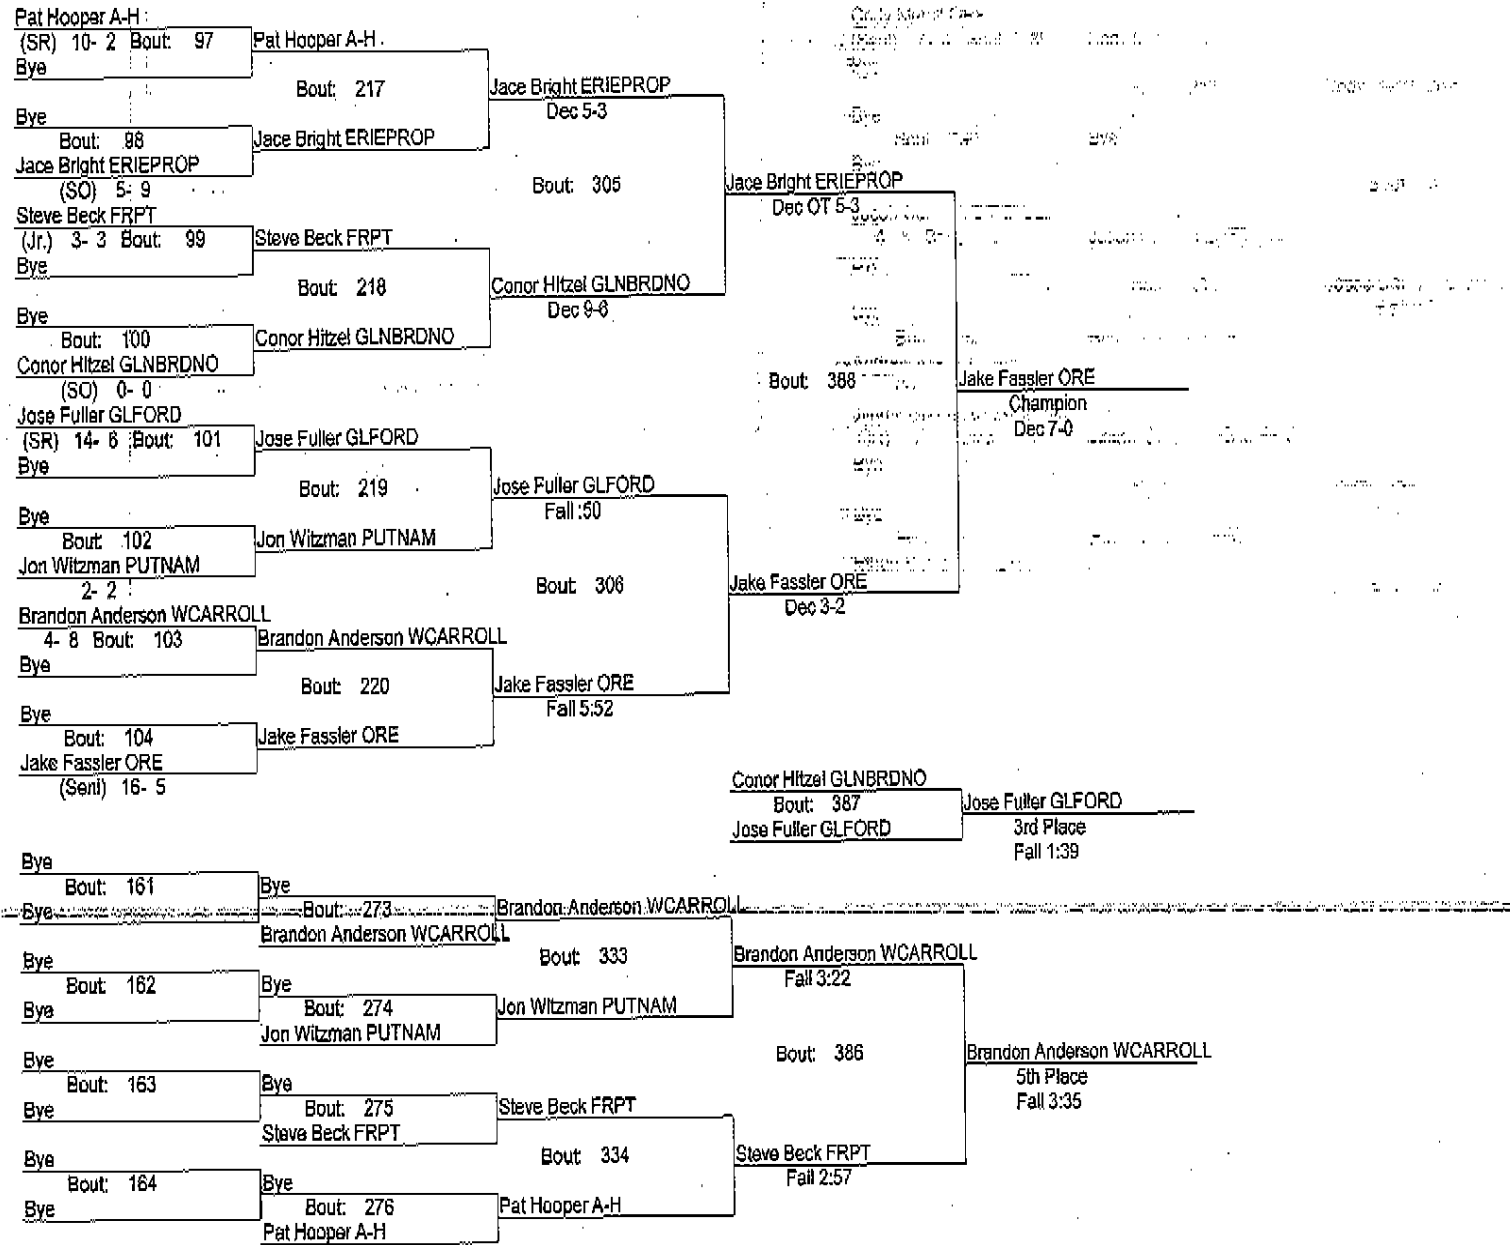 Pat Hooper A-H
(SR) 10- 2 Bout: 97
Bye
Pat Hooper A-H
Bout: 217
Bye
Bout: 98
Jace Bright ERIEPROP
(SO) 5- 9
Jace Bright ERIEPROP
Jace Bright ERIEPROP
Dec 5-3
Bout: 305
Steve Beck FRPT
(Jr.) 3- 3 Bout: 99
Bye
Steve Beck FRPT
Bout: 218
Bye
Bout: 100
Conor Hitzel GLNBRDNO
(SO) 0- 0
Conor Hitzel GLNBRDNO
Conor Hitzel GLNBRDNO
Dec 9-6
Jace Bright ERIEPROP
Dec OT 5-3
Bout: 388
Jake Fassler ORE
Champion
Dec 7-0
Jose Fuller GLFORD
(SR) 14- 6 Bout: 101
Bye
Jose Fuller GLFORD
Bout: 219
Bye
Bout: 102
Jon Witzman PUTNAM
2- 2
Jon Witzman PUTNAM
Jose Fuller GLFORD
Fall :50
Bout: 306
Brandon Anderson WCARROLL
4- 8 Bout: 103
Bye
Brandon Anderson WCARROLL
Bout: 220
Bye
Bout: 104
Jake Fassler ORE
(Seni) 16- 5
Jake Fassler ORE
Jake Fassler ORE
Fall 5:52
Jake Fassler ORE
Dec 3-2
Conor Hitzel GLNBRDNO
Bout: 387
Jose Fuller GLFORD
Jose Fuller GLFORD
3rd Place
Fall 1:39
Bye
Bout: 161
Bye
Bye
Bout: 273
Brandon Anderson WCARROLL
Brandon Anderson WCARROLL
Bout: 333
Bye
Bout: 162
Bye
Bye
Bout: 274
Jon Witzman PUTNAM
Jon Witzman PUTNAM
Brandon Anderson WCARROLL
Fall 3:22
Bout: 386
Brandon Anderson WCARROLL
5th Place
Fall 3:35
Bye
Bout: 163
Bye
Bye
Bout: 275
Steve Beck FRPT
Steve Beck FRPT
Bout: 334
Bye
Bout: 164
Bye
Bye
Bout: 276
Pat Hooper A-H
Pat Hooper A-H
Steve Beck FRPT
Fall 2:57